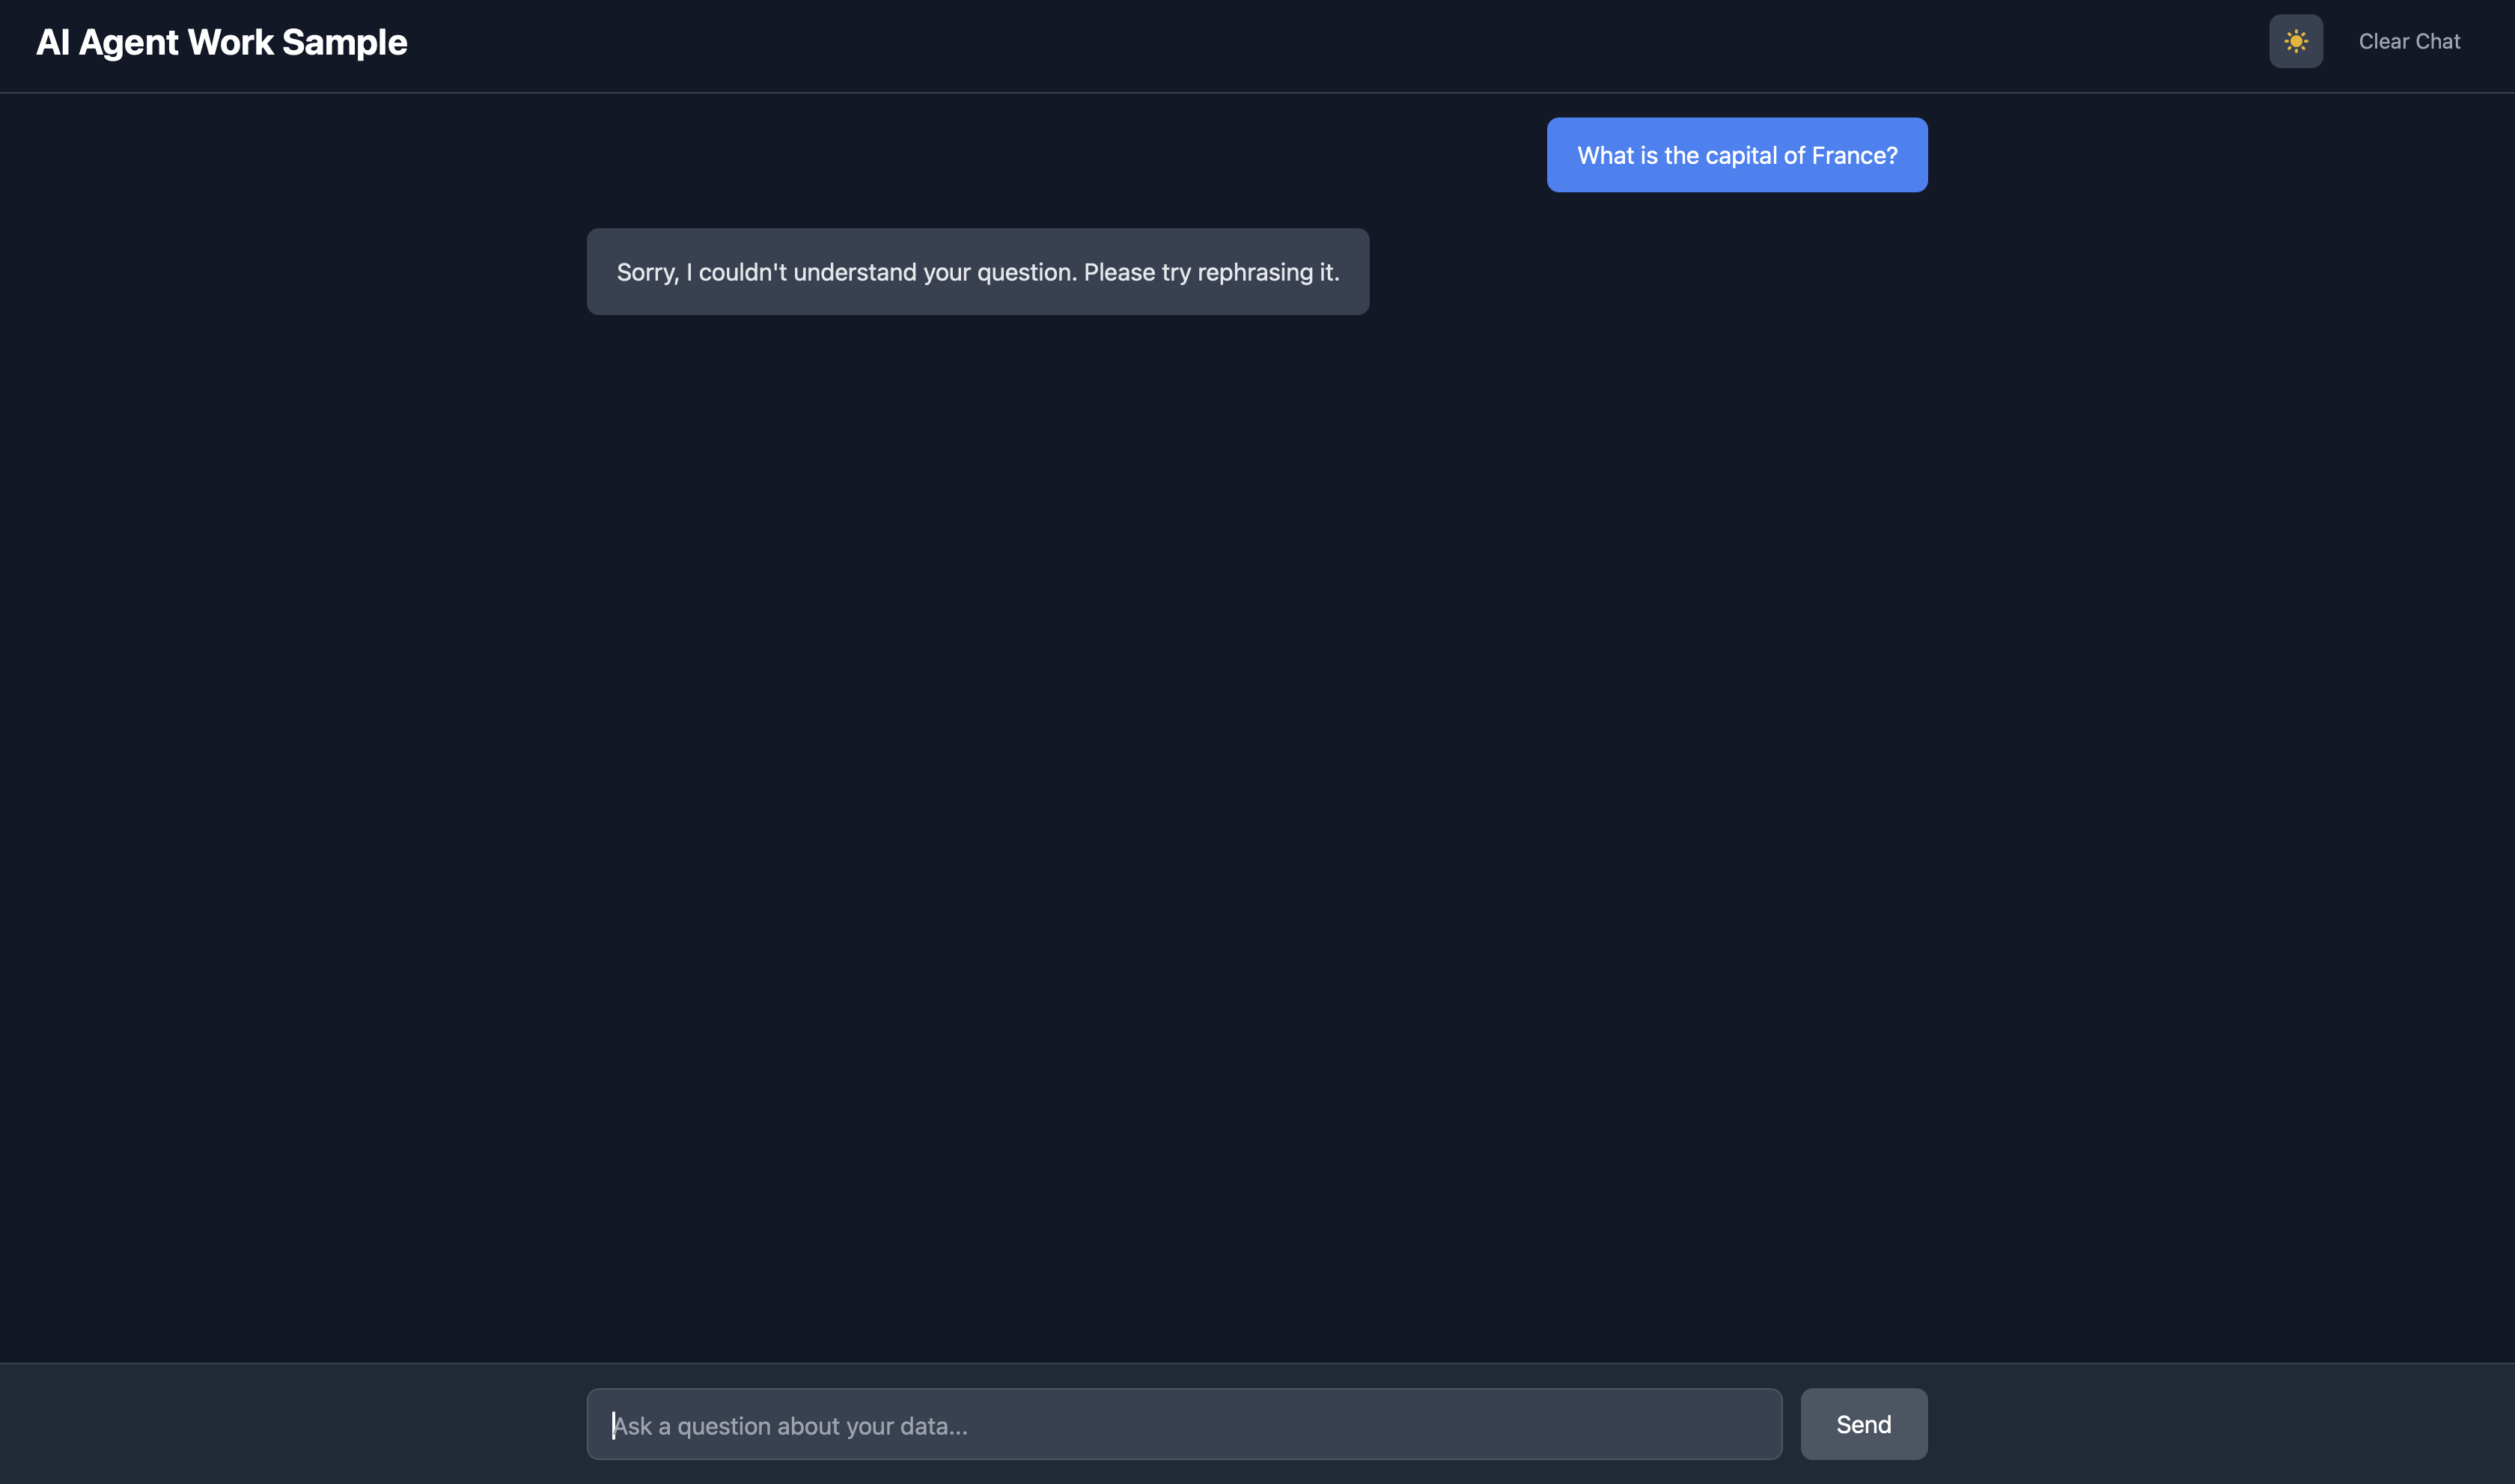 AI Agent Work Sample
Clear Chat
What is the capital of France?
Sorry, I couldn't understand your question. Please try rephrasing it.
Ask a question about your data...
Send